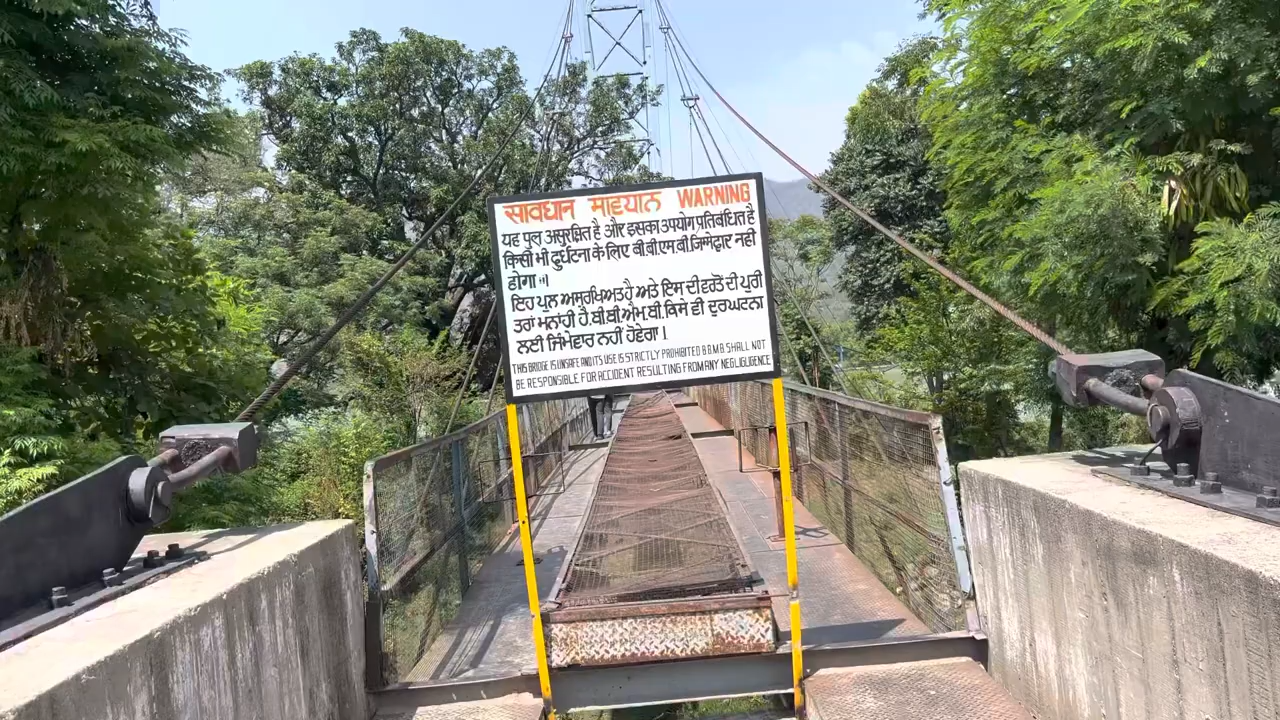 सावधान ਸਾਵਧਾਨ WARNING
यह पुल असुरक्षित है और इसका उपयोग प्रतिबंधित है
किसी भी दुर्घटना के लिए बी.बी.एम.बी.जिम्मेद्वार नही
होगा ।
ਇਹ ਪੁਲ ਅਸੁਰਖਿਅਤ ਹੈ ਅਤੇ ਇਸ ਦੀ ਵਰਤੋਂ ਦੀ ਪੂਰੀ
ਤਰਾਂ ਮਨਾਂਹੀ ਹੈ.ਬੀ.ਬੀ.ਐਮ.ਬੀ.ਕਿਸੇ ਵੀ ਦੁਰਘਟਨਾ
ਲਈ ਜਿੰਮੇਵਾਰ ਨਹੀਂ ਹੋਵੇਗਾ ।
THIS BRIDGE IS UNSAFE AND ITS USE IS STRICTLY PROHIBITED B.B.M.B. SHALL NOT
BE RESPONSIBLE FOR ACCIDENT RESULTING FROM ANY NEGLIGLIGENCE